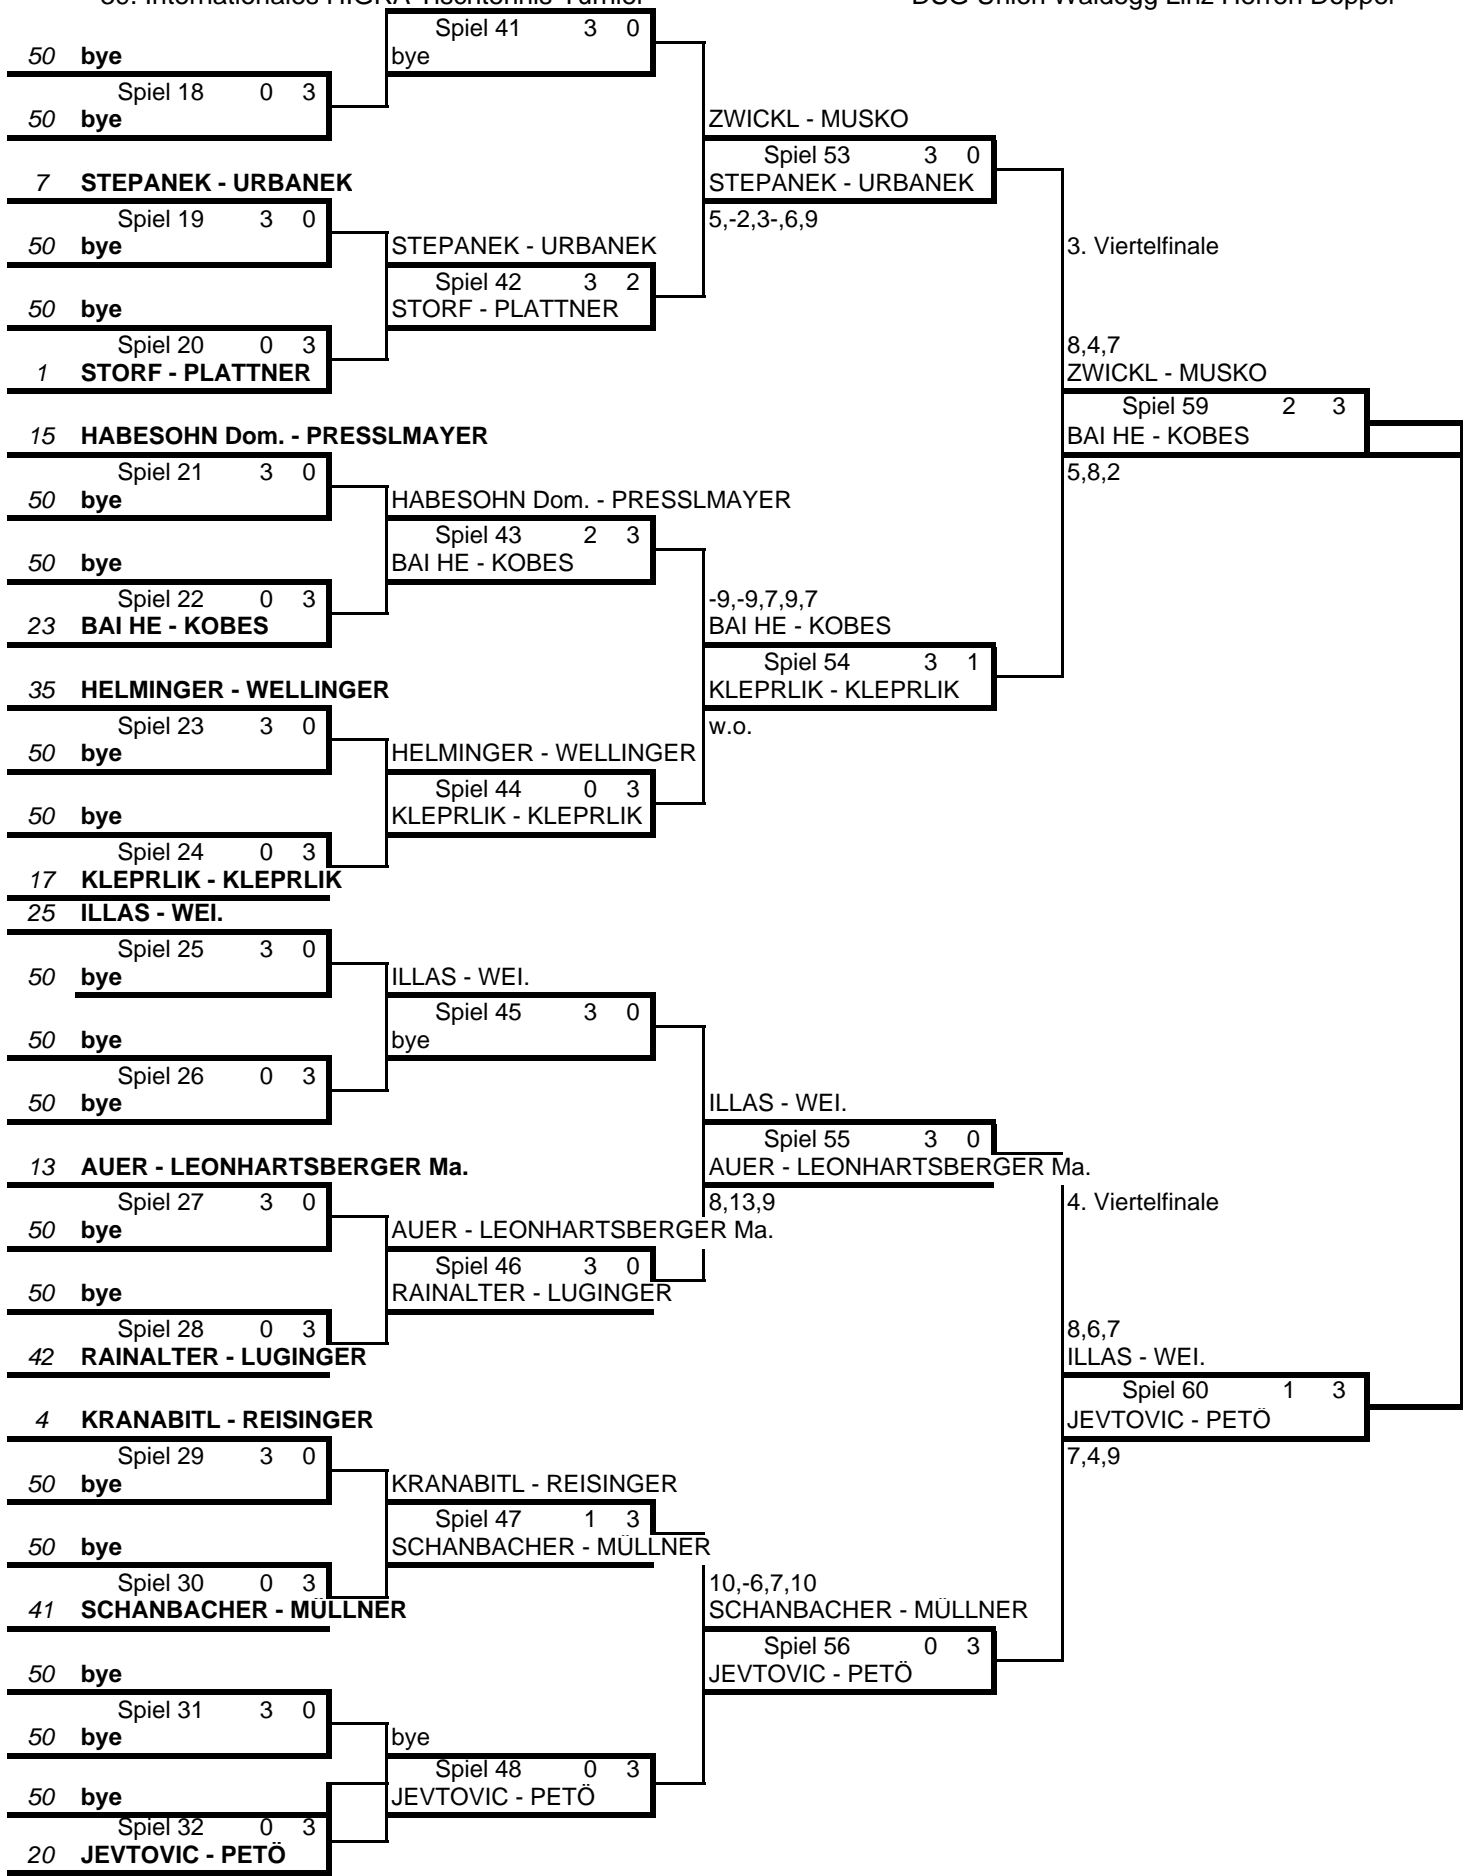 Spiel 41 3 0
50 bye bye
Spiel 18 0 3
50 bye ZWICKL - MUSKO
Spiel 53 3 0
7 STEPANEK - URBANEK STEPANEK - URBANEK
Spiel 19 3 0 5,-2,3-,6,9
50 bye STEPANEK - URBANEK 3. Viertelfinale
Spiel 42 3 2
50 bye STORF - PLATTNER
Spiel 20 0 3 8,4,7
1 STORF - PLATTNER ZWICKL - MUSKO
Spiel 59 2 3
15 HABESOHN Dom. - PRESSLMAYER BAI HE - KOBES
Spiel 21 3 0 5,8,2
50 bye HABESOHN Dom. - PRESSLMAYER
Spiel 43 2 3
50 bye BAI HE - KOBES
Spiel 22 0 3 -9,-9,7,9,7
23 BAI HE - KOBES BAI HE - KOBES
Spiel 54 3 1
35 HELMINGER - WELLINGER KLEPRLIK - KLEPRLIK
Spiel 23 3 0 w.o.
50 bye HELMINGER - WELLINGER
Spiel 44 0 3
50 bye KLEPRLIK - KLEPRLIK
Spiel 24 0 3
17 KLEPRLIK - KLEPRLIK
25 ILLAS - WEI.
Spiel 25 3 0
50 bye ILLAS - WEI.
Spiel 45 3 0
50 bye bye
Spiel 26 0 3
50 bye ILLAS - WEI.
Spiel 55 3 0
13 AUER - LEONHARTSBERGER Ma. AUER - LEONHARTSBERGER Ma.
Spiel 27 3 0 8,13,9 4. Viertelfinale
50 bye AUER - LEONHARTSBERGER Ma.
Spiel 46 3 0
50 bye RAINALTER - LUGINGER
Spiel 28 0 3 8,6,7
42 RAINALTER - LUGINGER ILLAS - WEI.
Spiel 60 1 3
4 KRANABITL - REISINGER JEVTOVIC - PETÖ
Spiel 29 3 0 7,4,9
50 bye KRANABITL - REISINGER
Spiel 47 1 3
50 bye SCHANBACHER - MÜLLNER
Spiel 30 0 3 10,-6,7,10
41 SCHANBACHER - MÜLLNER SCHANBACHER - MÜLLNER
Spiel 56 0 3
50 bye JEVTOVIC - PETÖ
Spiel 31 3 0
50 bye bye
Spiel 48 0 3
50 bye JEVTOVIC - PETÖ
Spiel 32 0 3
20 JEVTOVIC - PETÖ